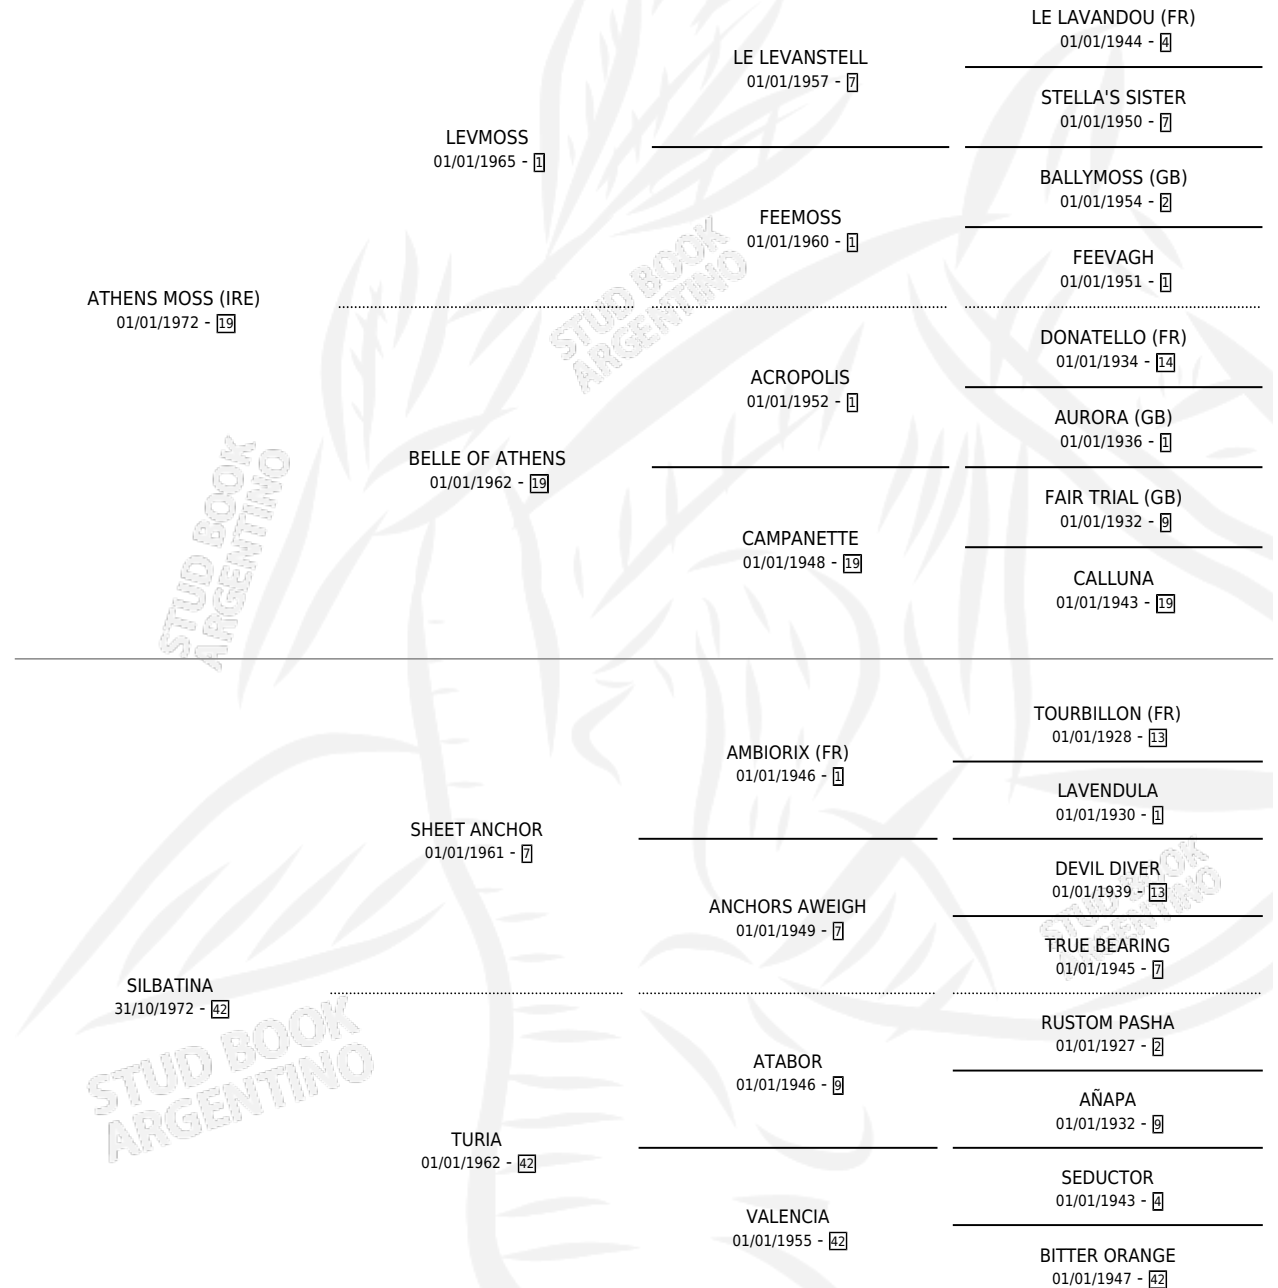 LE LAVANDOU (FR)
01/01/1944 - 4
LE LEVANSTELL
01/01/1957 - 7
STELLA'S SISTER
01/01/1950 - 7
LEVMOSS
01/01/1965 - 1
BALLYMOSS (GB)
01/01/1954 - 2
FEEMOSS
01/01/1960 - 1
FEEVAGH
01/01/1951 - 1
ATHENS MOSS (IRE)
01/01/1972 - 19
STUD BOOK
ARGENTINO
DONATELLO (FR)
01/01/1934 - 14
ACROPOLIS
01/01/1952 - 1
AURORA (GB)
01/01/1936 - 1
BELLE OF ATHENS
01/01/1962 - 19
FAIR TRIAL (GB)
01/01/1932 - 9
CAMPANETTE
01/01/1948 - 19
CALLUNA
01/01/1943 - 19
STUD BOOK
ARGENTINO
TOURBILLON (FR)
01/01/1928 - 13
AMBIORIX (FR)
01/01/1946 - 1
LAVENDULA
01/01/1930 - 1
SHEET ANCHOR
01/01/1961 - 7
DEVIL DIVER
01/01/1939 - 13
ANCHORS AWEIGH
01/01/1949 - 7
STUD BOOK
ARGENTINO
TRUE BEARING
01/01/1945 - 7
SILBATINA
31/10/1972 - 42
STUD BOOK
ARGENTINO
RUSTOM PASHA
01/01/1927 - 2
ATABOR
01/01/1946 - 9
AÑAPA
01/01/1932 - 9
TURIA
01/01/1962 - 42
SEDUCTOR
01/01/1943 - 4
VALENCIA
01/01/1955 - 42
BITTER ORANGE
01/01/1947 - 42